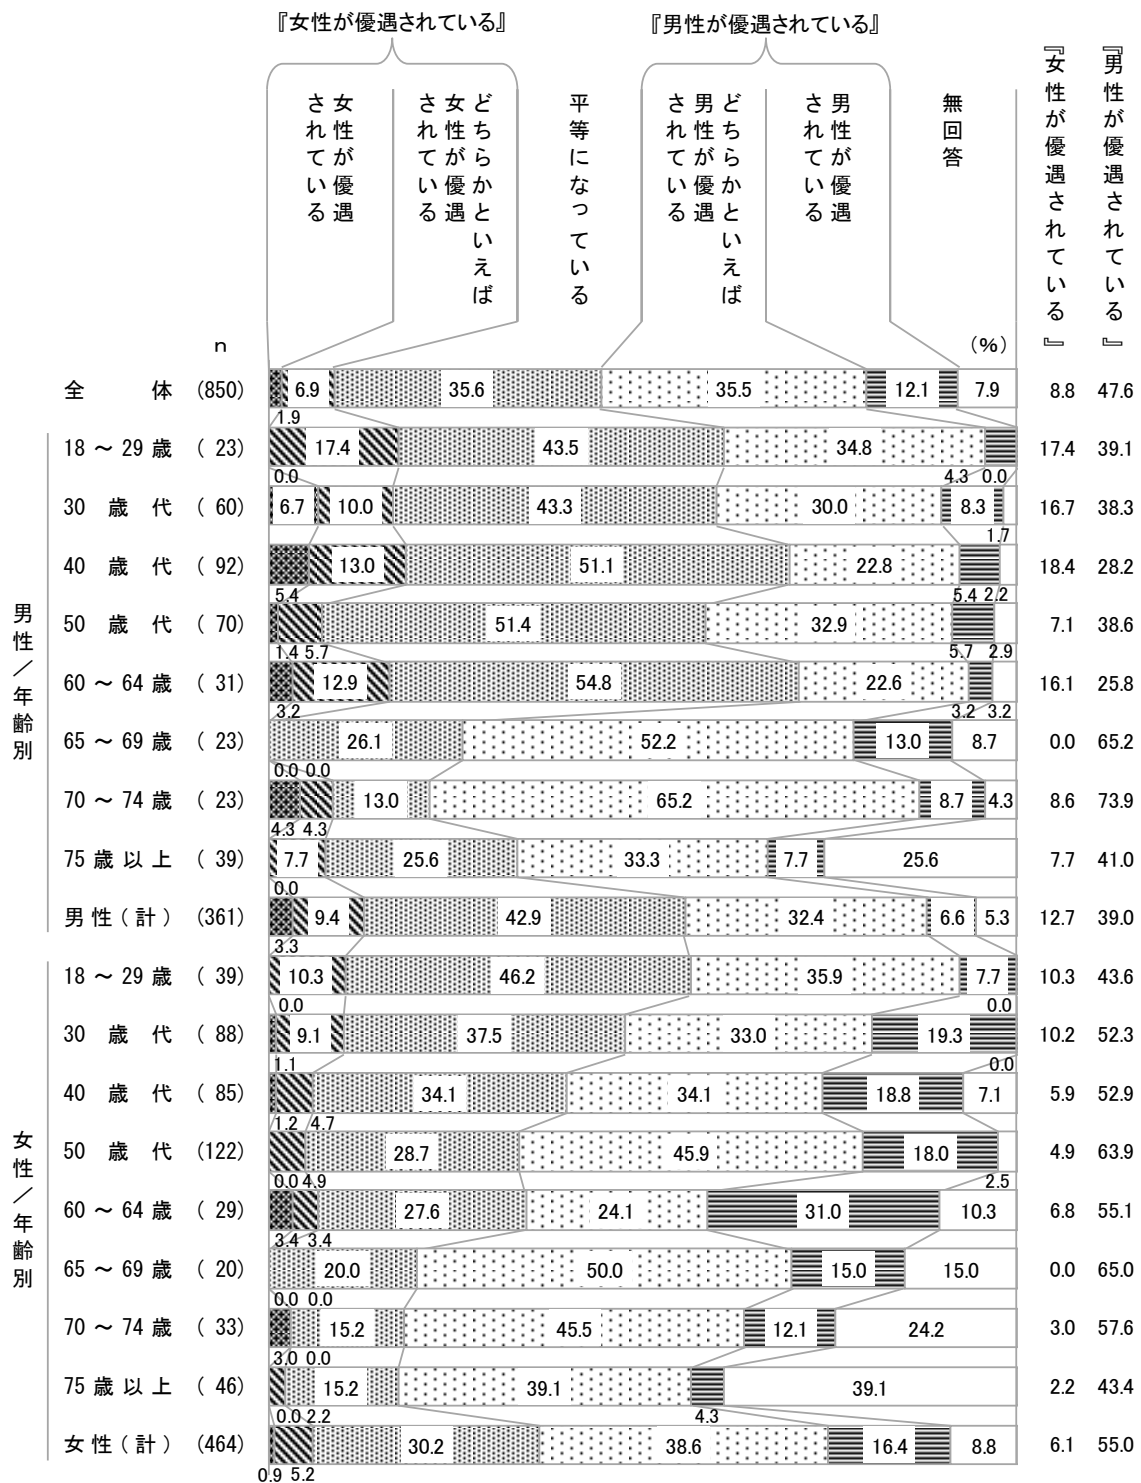 『女性が優遇されている』
『男性が優遇されている』
女性が優遇
されている
どちらかといえば
女性が優遇
されている
平等になっている
どちらかといえば
男性が優遇
されている
男性が優遇
されている
無回答
『女性が優遇されている』
『男性が優遇されている』
n
(%)
全体 (850) 6.9 35.6 35.5 12.1 7.9 8.8 47.6
1.9
男性／年齢別
18～29歳 ( 23) 17.4 43.5 34.8 17.4 39.1
0.0 4.3 0.0
30歳代 ( 60) 6.7 10.0 43.3 30.0 8.3 16.7 38.3
1.7
40歳代 ( 92) 13.0 51.1 22.8 18.4 28.2
5.4 5.4 2.2
50歳代 ( 70) 51.4 32.9 7.1 38.6
1.4 5.7 5.7 2.9
60～64歳 ( 31) 12.9 54.8 22.6 16.1 25.8
3.2 3.2 3.2
65～69歳 ( 23) 26.1 52.2 13.0 8.7 0.0 65.2
0.0 0.0
70～74歳 ( 23) 13.0 65.2 8.7 4.3 8.6 73.9
4.3 4.3
75歳以上 ( 39) 7.7 25.6 33.3 7.7 25.6 7.7 41.0
0.0
男性(計) (361) 9.4 42.9 32.4 6.6 5.3 12.7 39.0
3.3
女性／年齢別
18～29歳 ( 39) 10.3 46.2 35.9 7.7 10.3 43.6
0.0 0.0
30歳代 ( 88) 9.1 37.5 33.0 19.3 10.2 52.3
1.1 0.0
40歳代 ( 85) 34.1 34.1 18.8 7.1 5.9 52.9
1.2 4.7
50歳代 (122) 28.7 45.9 18.0 4.9 63.9
0.0 4.9 2.5
60～64歳 ( 29) 27.6 24.1 31.0 10.3 6.8 55.1
3.4 3.4
65～69歳 ( 20) 20.0 50.0 15.0 15.0 0.0 65.0
0.0 0.0
70～74歳 ( 33) 15.2 45.5 12.1 24.2 3.0 57.6
3.0 0.0
75歳以上 ( 46) 15.2 39.1 39.1 2.2 43.4
0.0 2.2 4.3
女性(計) (464) 30.2 38.6 16.4 8.8 6.1 55.0
0.9 5.2